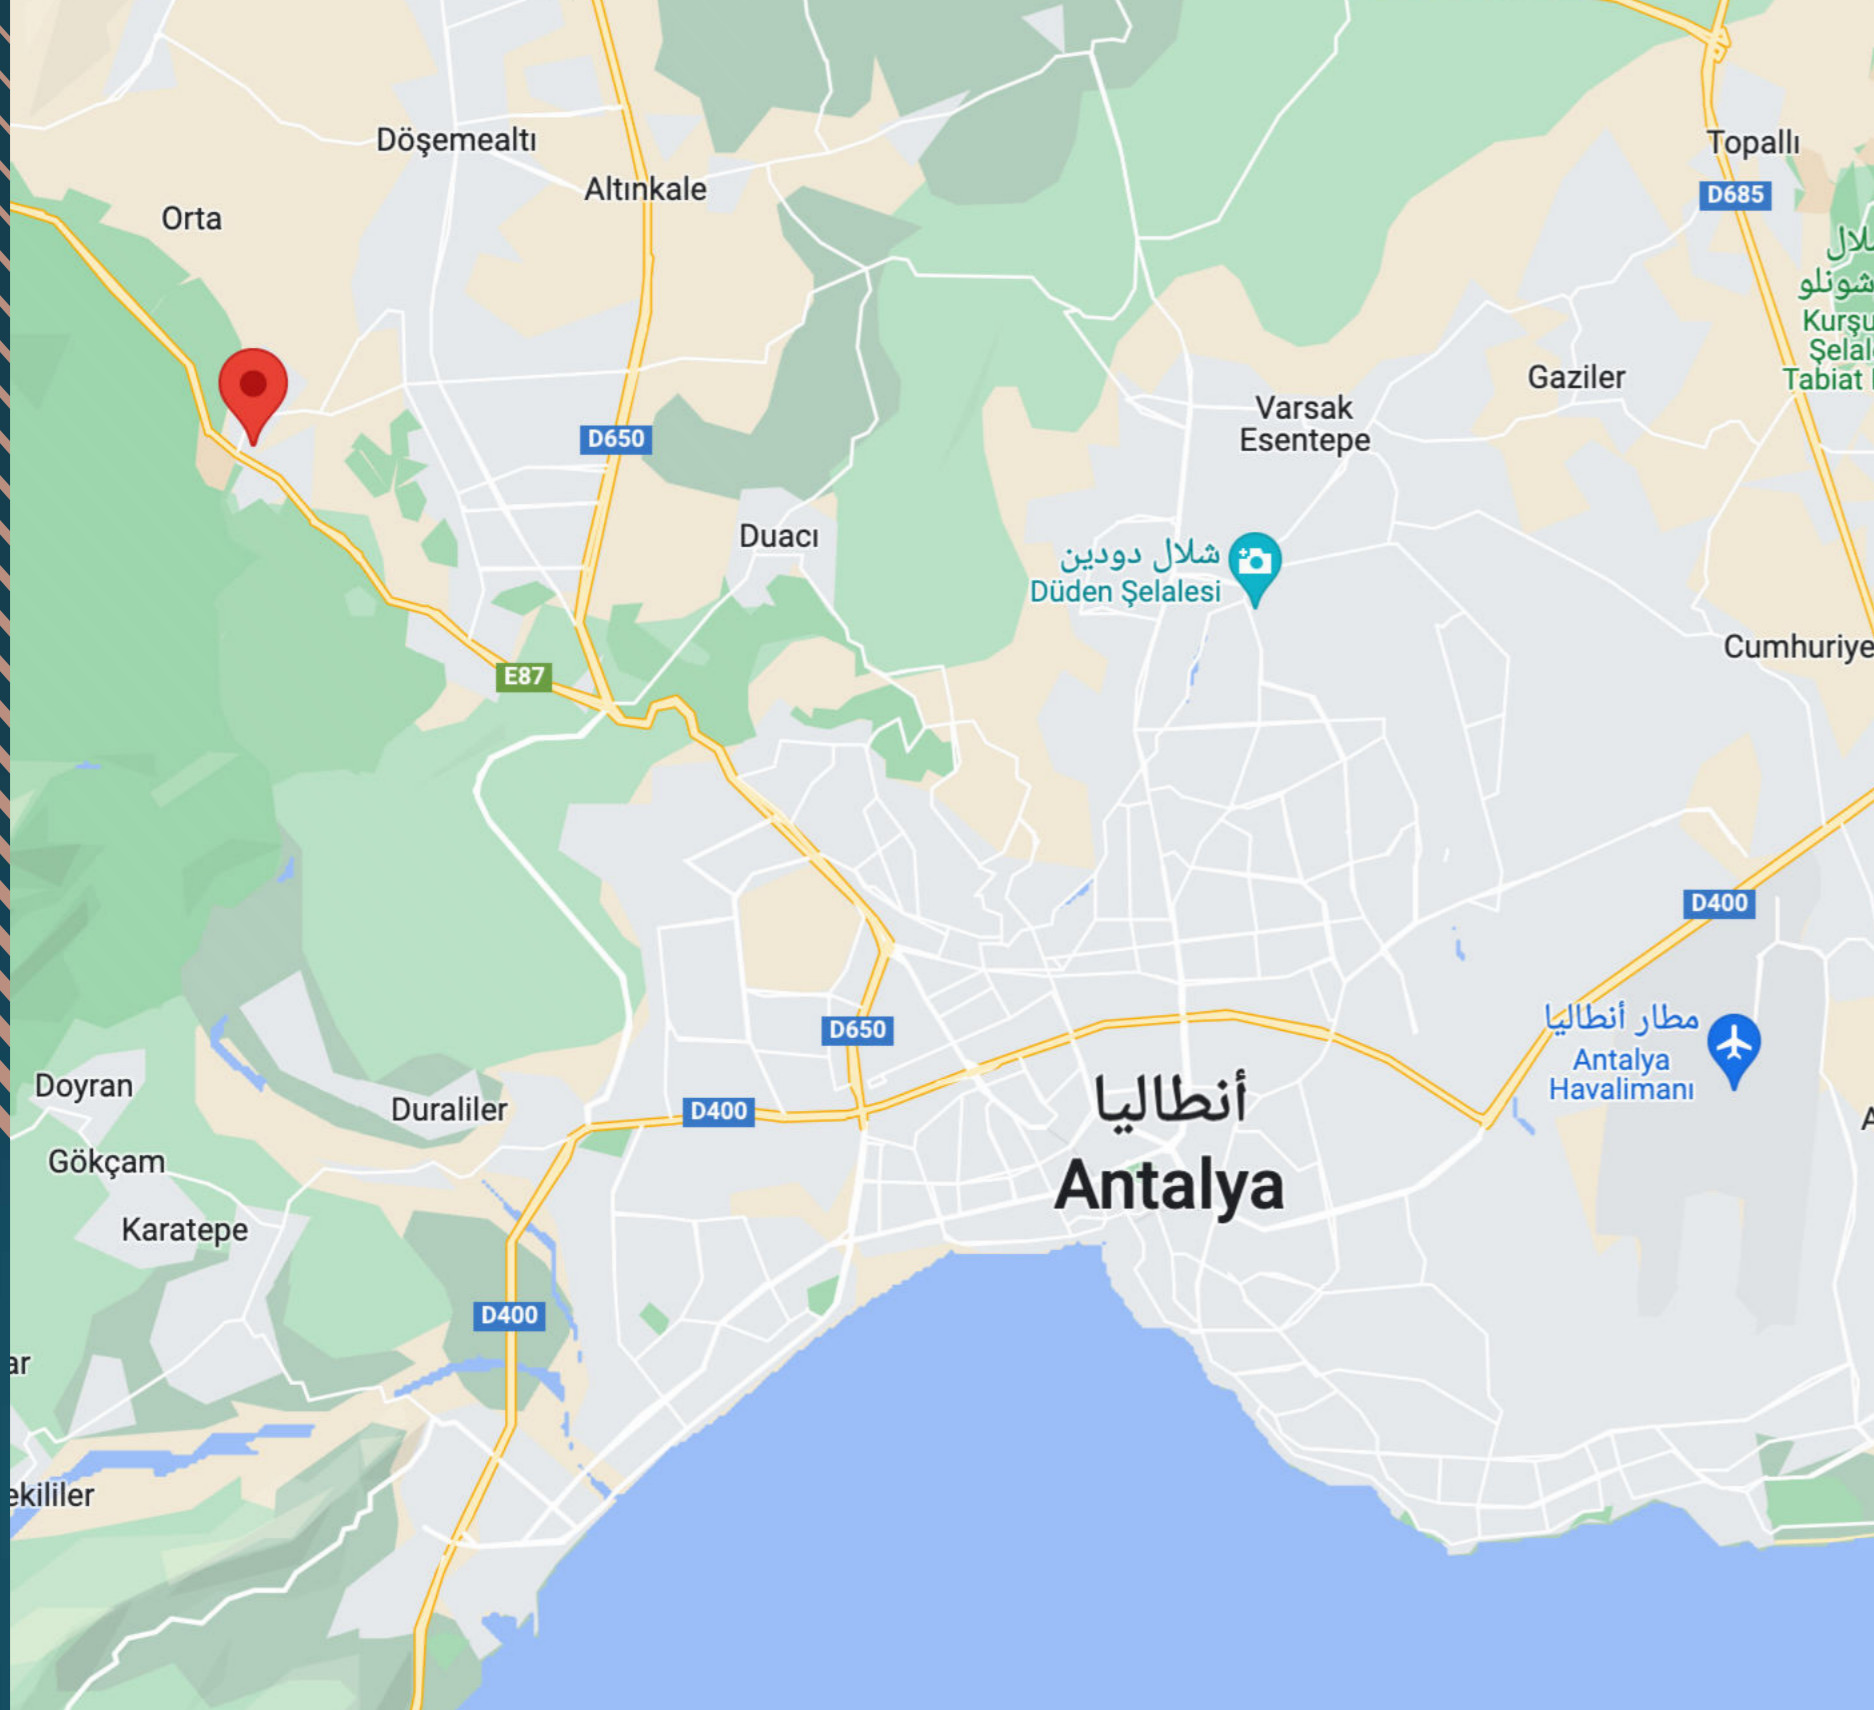 Döşemealtı
Topallı
Altınkale
D685
Orta
شلال
شونلو
Kurşu
Şelal
Tabiat
Gaziler
Varsak
Esentepe
D650
Duacı
شلال دودين
Düden Şelalesi
Cumhuriye
E87
D400
مطار أنطاليا
Antalya
Havalimanı
D650
Doyran
Duraliler
D400
أنطاليا
Antalya
Gökçam
Karatepe
D400
ar
ekililer